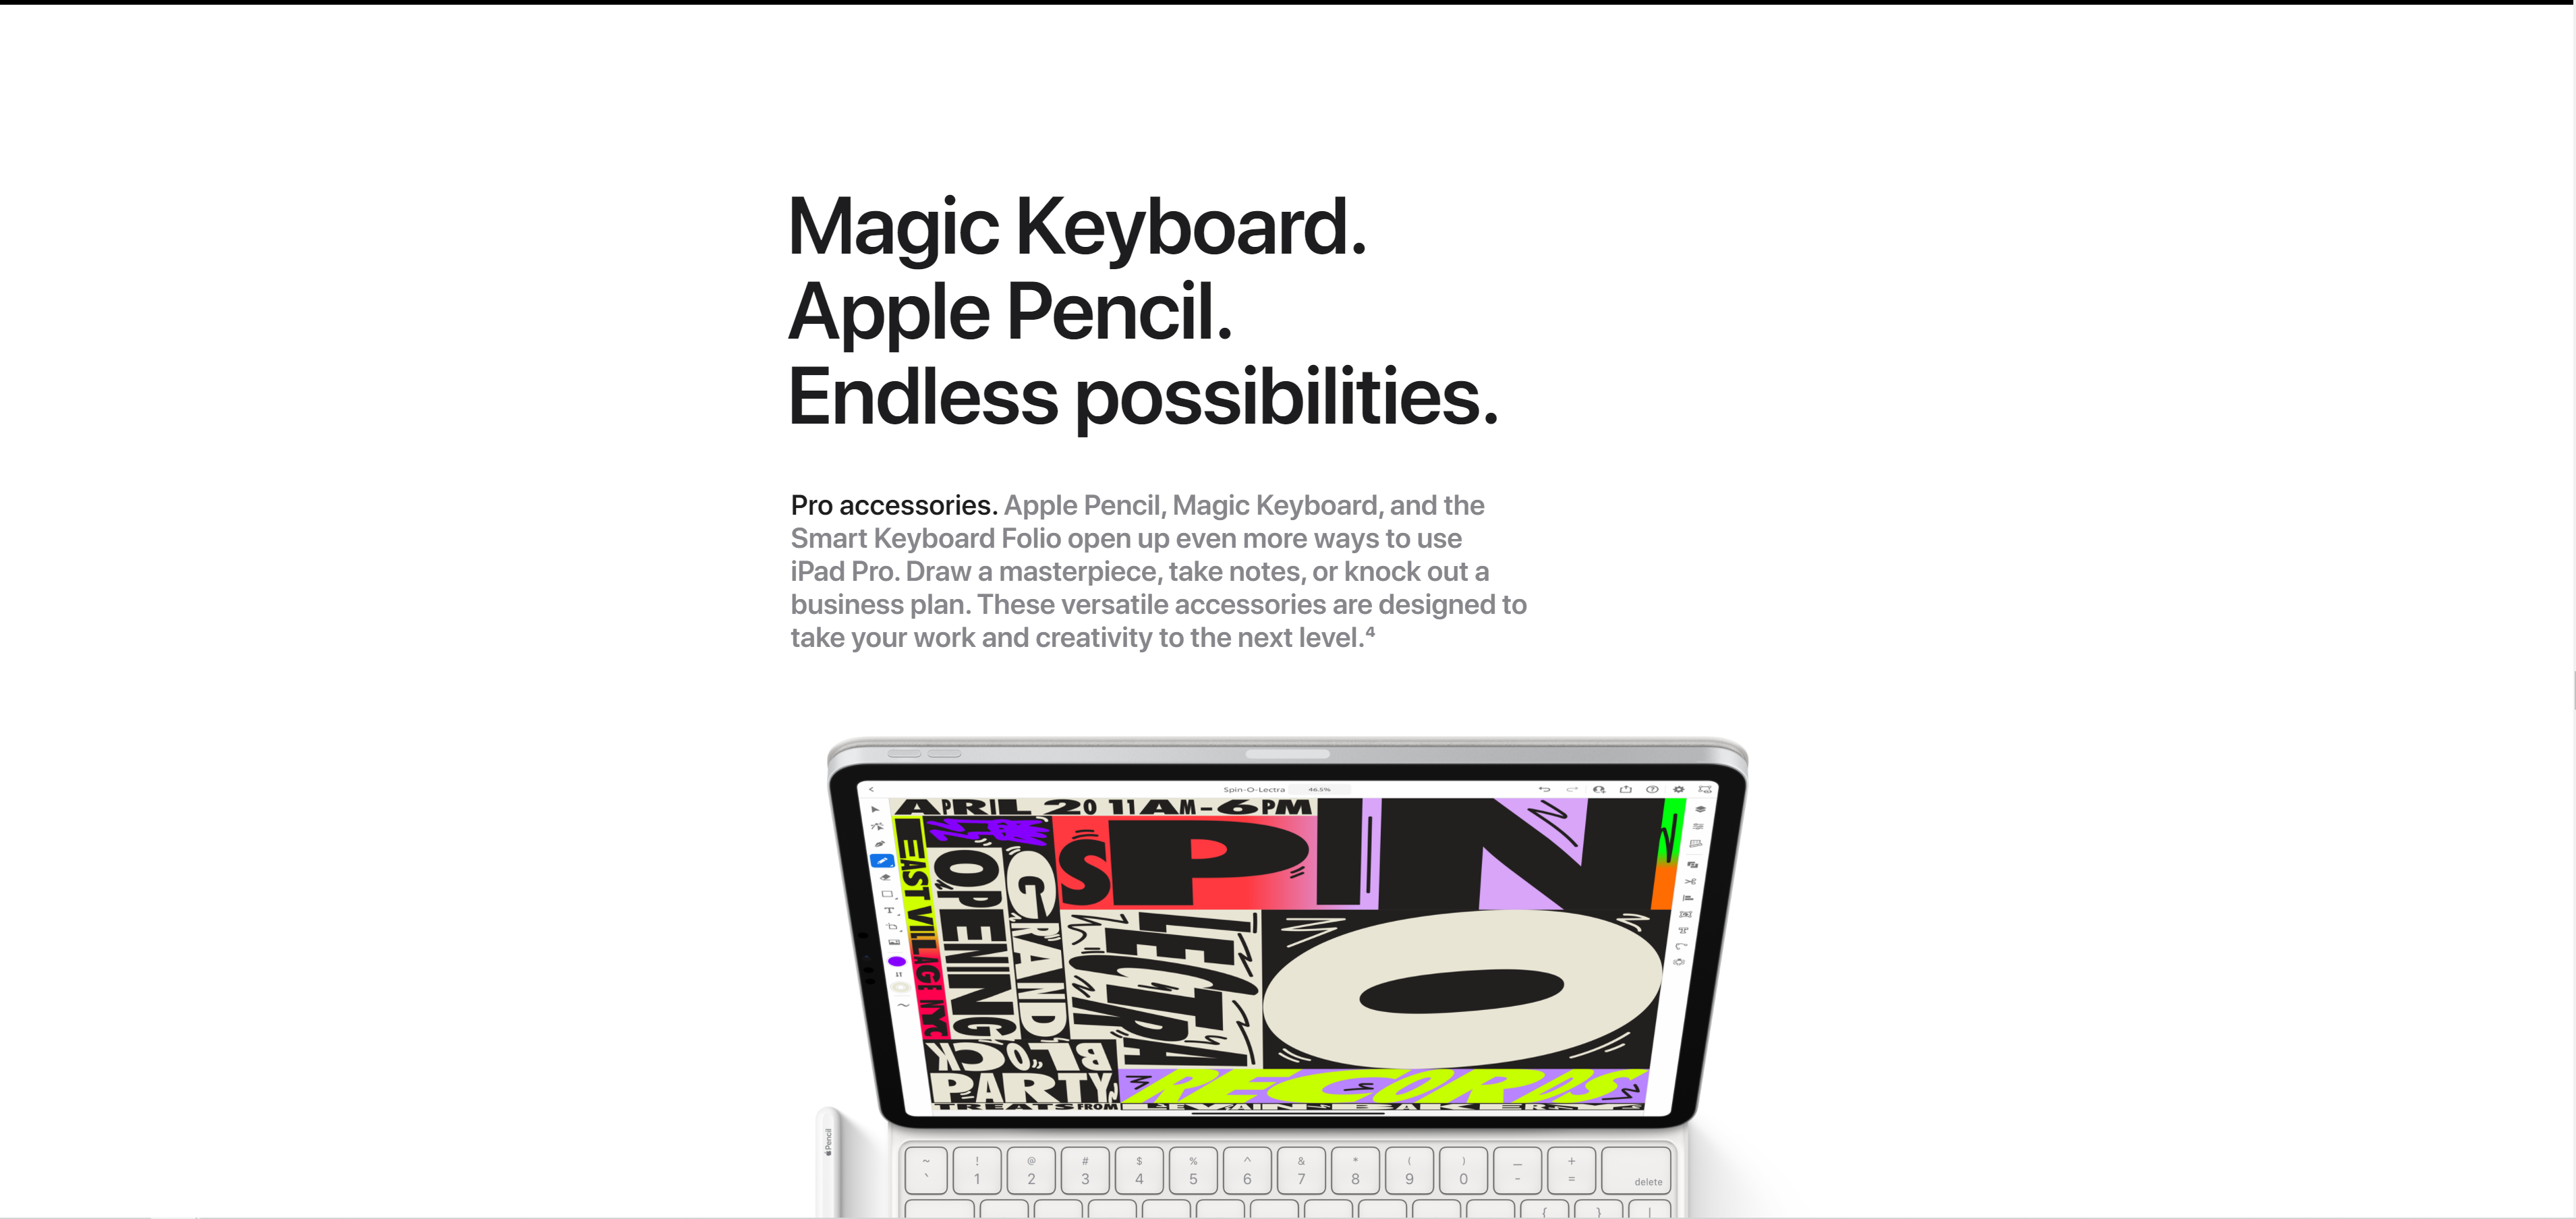 Magic Keyboard.
Apple Pencil.
Endless possibilities.
Pro accessories. Apple Pencil, Magic Keyboard, and the
Smart Keyboard Folio open up even more ways to use
iPad Pro. Draw a masterpiece, take notes, or knock out a
business plan. These versatile accessories are designed to
take your work and creativity to the next level.⁴
Spin-O-Lectra 46.5%
APRIL 20 11AM-6PM
EAST VILLAGE NYC
OPENING
GRAND
SPIN
LECTRA
O
BLOCK
PARTY
RECORDS
TREATS FROM
Pencil
~ ! @ # $ % ^ & * ( ) _ +
` 1 2 3 4 5 6 7 8 9 0 - = delete
{ } |